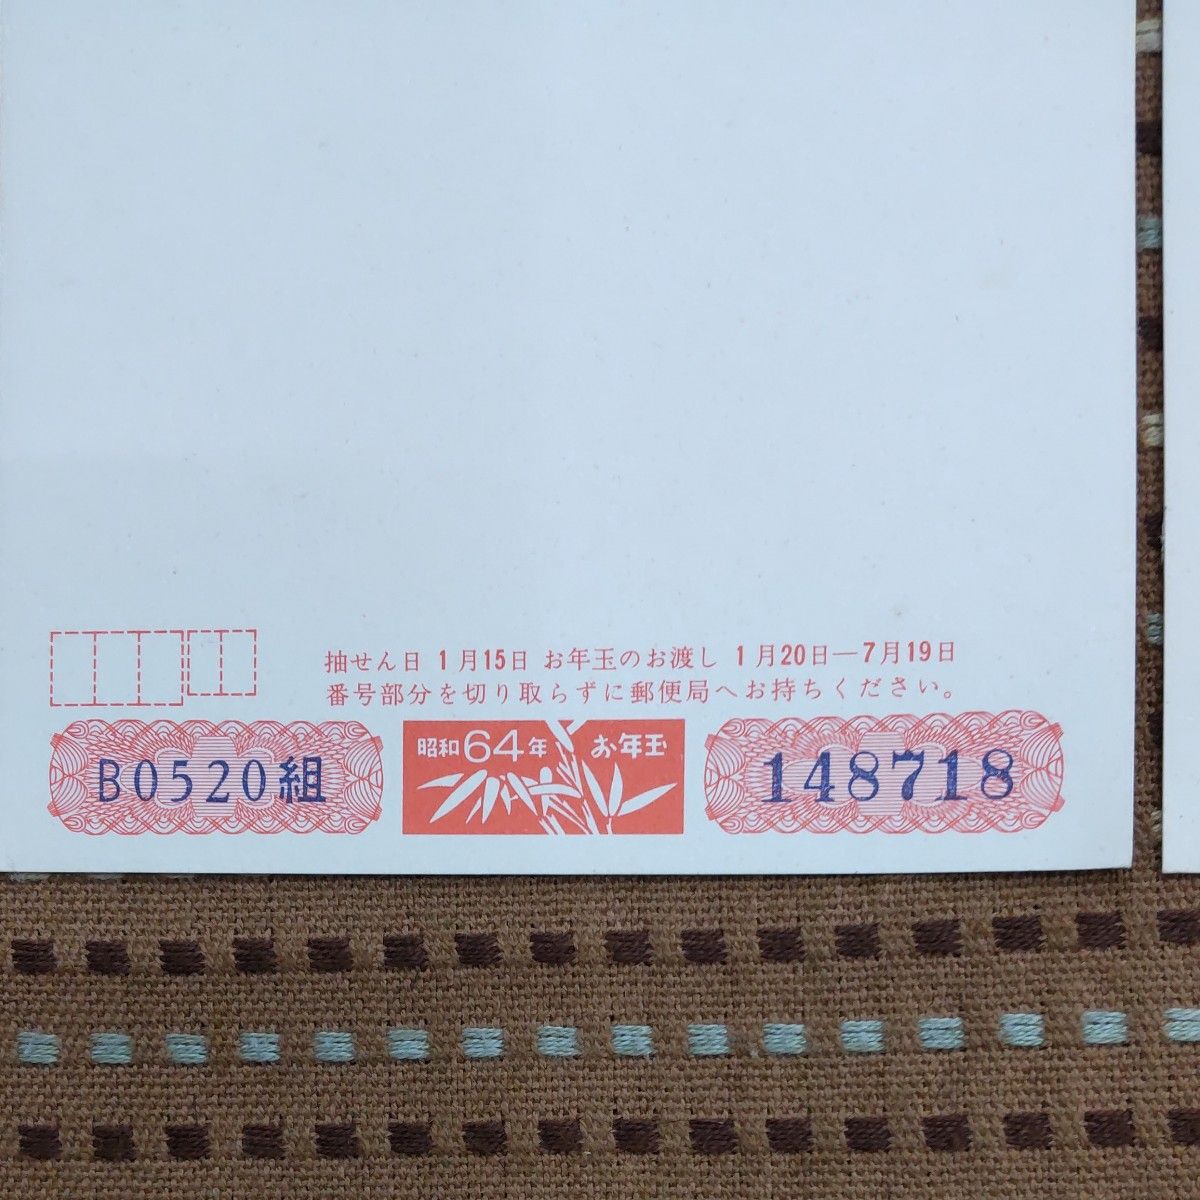 抽せん日 1月15日 お年玉のお渡し 1月20日―7月19日
番号部分を切り取らずに郵便局へお持ちください。
B0520組 昭和64年 お年玉 148718